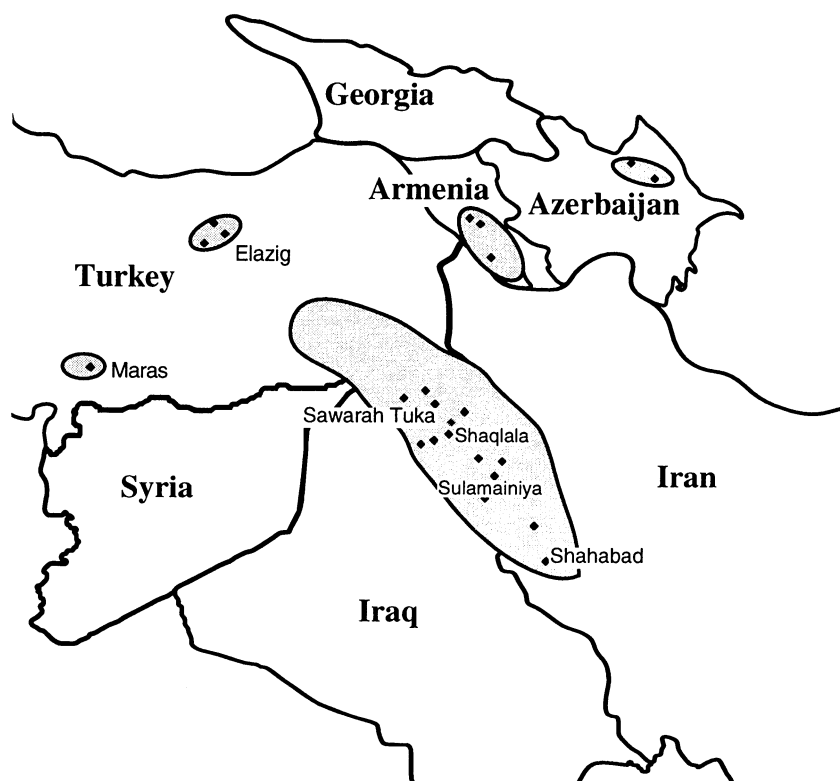 Georgia
Armenia
Azerbaijan
Elazig
Turkey
Maras
Sawarah Tuka
Shaqlala
Syria
Iran
Sulamainiya
Shahabad
Iraq